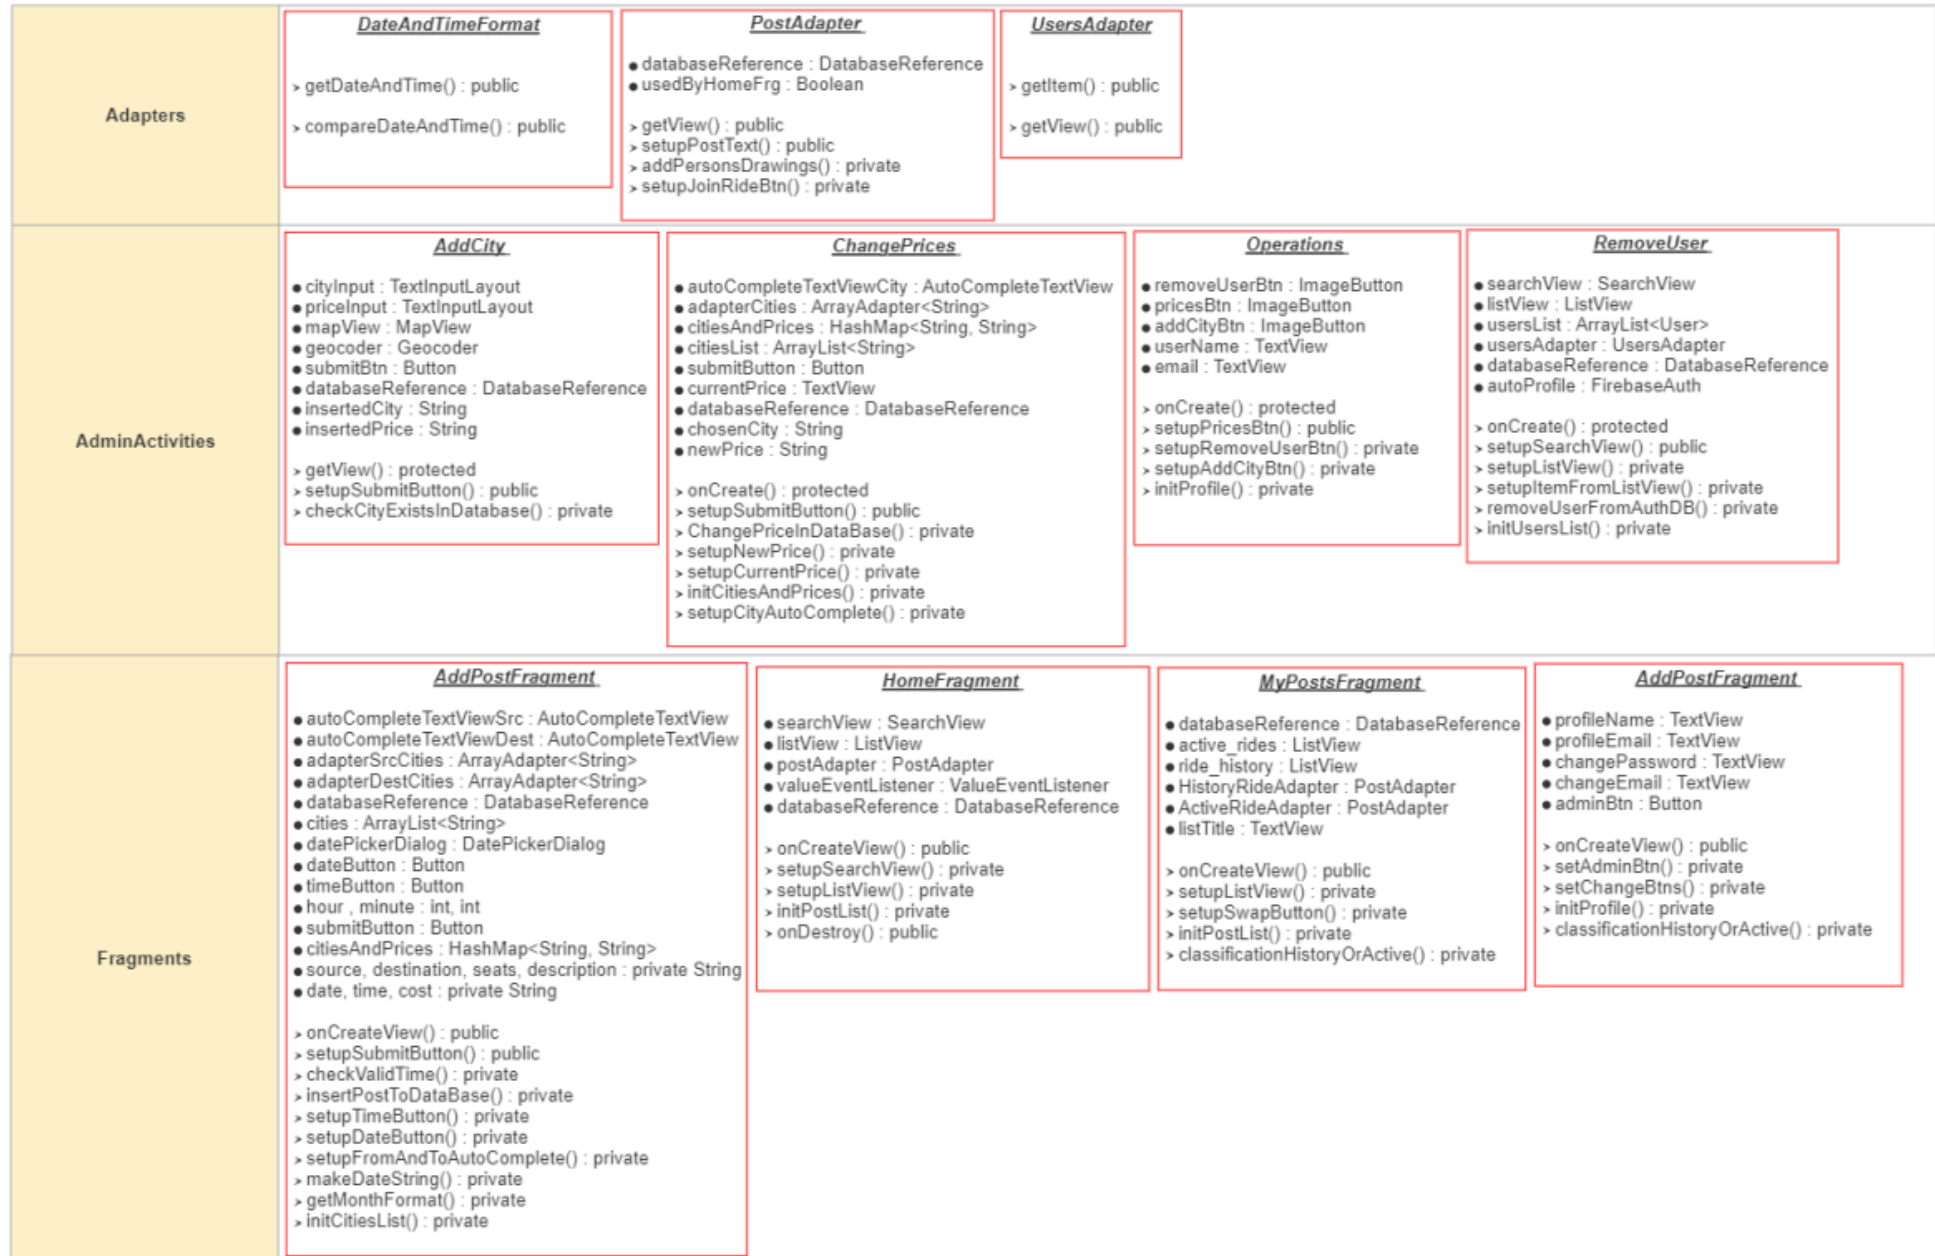 Adapters
DateAndTimeFormat
> getDateAndTime() : public
> compareDateAndTime() : public
PostAdapter
● databaseReference : DatabaseReference
● usedByHomeFrg : Boolean
> getView() : public
> setupPostText() : public
> addPersonsDrawings() : private
> setupJoinRideBtn() : private
UsersAdapter
> getItem() : public
> getView() : public
AdminActivities
AddCity
● cityInput : TextInputLayout
● priceInput : TextInputLayout
● mapView : MapView
● geocoder : Geocoder
● submitBtn : Button
● databaseReference : DatabaseReference
● insertedCity : String
● insertedPrice : String
> getView() : protected
> setupSubmitButton() : public
> checkCityExistsInDatabase() : private
ChangePrices
● autoCompleteTextViewCity : AutoCompleteTextView
● adapterCities : ArrayAdapter<String>
● citiesAndPrices : HashMap<String, String>
● citiesList : ArrayList<String>
● submitButton : Button
● currentPrice : TextView
● databaseReference : DatabaseReference
● chosenCity : String
● newPrice : String
> onCreate() : protected
> setupSubmitButton() : public
> ChangePriceInDataBase() : private
> setupNewPrice() : private
> setupCurrentPrice() : private
> initCitiesAndPrices() : private
> setupCityAutoComplete() : private
Operations
● removeUserBtn : ImageButton
● pricesBtn : ImageButton
● addCityBtn : ImageButton
● userName : TextView
● email : TextView
> onCreate() : protected
> setupPricesBtn() : public
> setupRemoveUserBtn() : private
> setupAddCityBtn() : private
> initProfile() : private
RemoveUser
● searchView : SearchView
● listView : ListView
● usersList : ArrayList<User>
● usersAdapter : UsersAdapter
● databaseReference : DatabaseReference
● autoProfile : FirebaseAuth
> onCreate() : protected
> setupSearchView() : public
> setupListView() : private
> setupItemFromListView() : private
> removeUserFromAuthDB() : private
> initUsersList() : private
Fragments
AddPostFragment
● autoCompleteTextViewSrc : AutoCompleteTextView
● autoCompleteTextViewDest : AutoCompleteTextView
● adapterSrcCities : ArrayAdapter<String>
● adapterDestCities : ArrayAdapter<String>
● databaseReference : DatabaseReference
● cities : ArrayList<String>
● datePickerDialog : DatePickerDialog
● dateButton : Button
● timeButton : Button
● hour , minute : int, int
● submitButton : Button
● citiesAndPrices : HashMap<String, String>
● source, destination, seats, description : private String
● date, time, cost : private String
> onCreateView() : public
> setupSubmitButton() : public
> checkValidTime() : private
> insertPostToDataBase() : private
> setupTimeButton() : private
> setupDateButton() : private
> setupFromAndToAutoComplete() : private
> makeDateString() : private
> getMonthFormat() : private
> initCitiesList() : private
HomeFragment
● searchView : SearchView
● listView : ListView
● postAdapter : PostAdapter
● valueEventListener : ValueEventListener
● databaseReference : DatabaseReference
> onCreateView() : public
> setupSearchView() : private
> setupListView() : private
> initPostList() : private
> onDestroy() : public
MyPostsFragment
● databaseReference : DatabaseReference
● active_rides : ListView
● ride_history : ListView
● HistoryRideAdapter : PostAdapter
● ActiveRideAdapter : PostAdapter
● listTitle : TextView
> onCreateView() : public
> setupListView() : private
> setupSwapButton() : private
> initPostList() : private
> classificationHistoryOrActive() : private
AddPostFragment
● profileName : TextView
● profileEmail : TextView
● changePassword : TextView
● changeEmail : TextView
● adminBtn : Button
> onCreateView() : public
> setAdminBtn() : private
> setChangeBtns() : private
> initProfile() : private
> classificationHistoryOrActive() : private